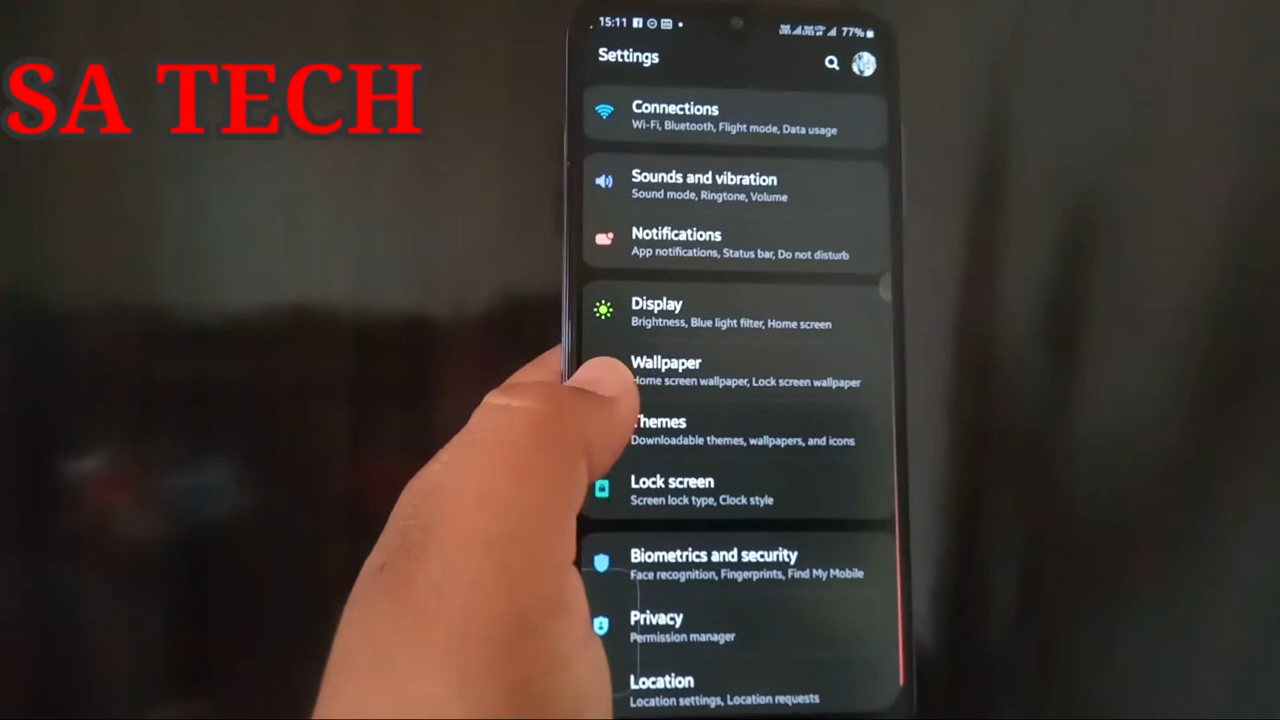 SA TECH
15:11
77%
Settings
Connections
Wi-Fi, Bluetooth, Flight mode, Data usage
Sounds and vibration
Sound mode, Ringtone, Volume
Notifications
App notifications, Status bar, Do not disturb
Display
Brightness, Blue light filter, Home screen
Wallpaper
Home screen wallpaper, Lock screen wallpaper
Themes
Downloadable themes, wallpapers, and icons
Lock screen
Screen lock type, Clock style
Biometrics and security
Face recognition, Fingerprints, Find My Mobile
Privacy
Permission manager
Location
Location settings, Location requests